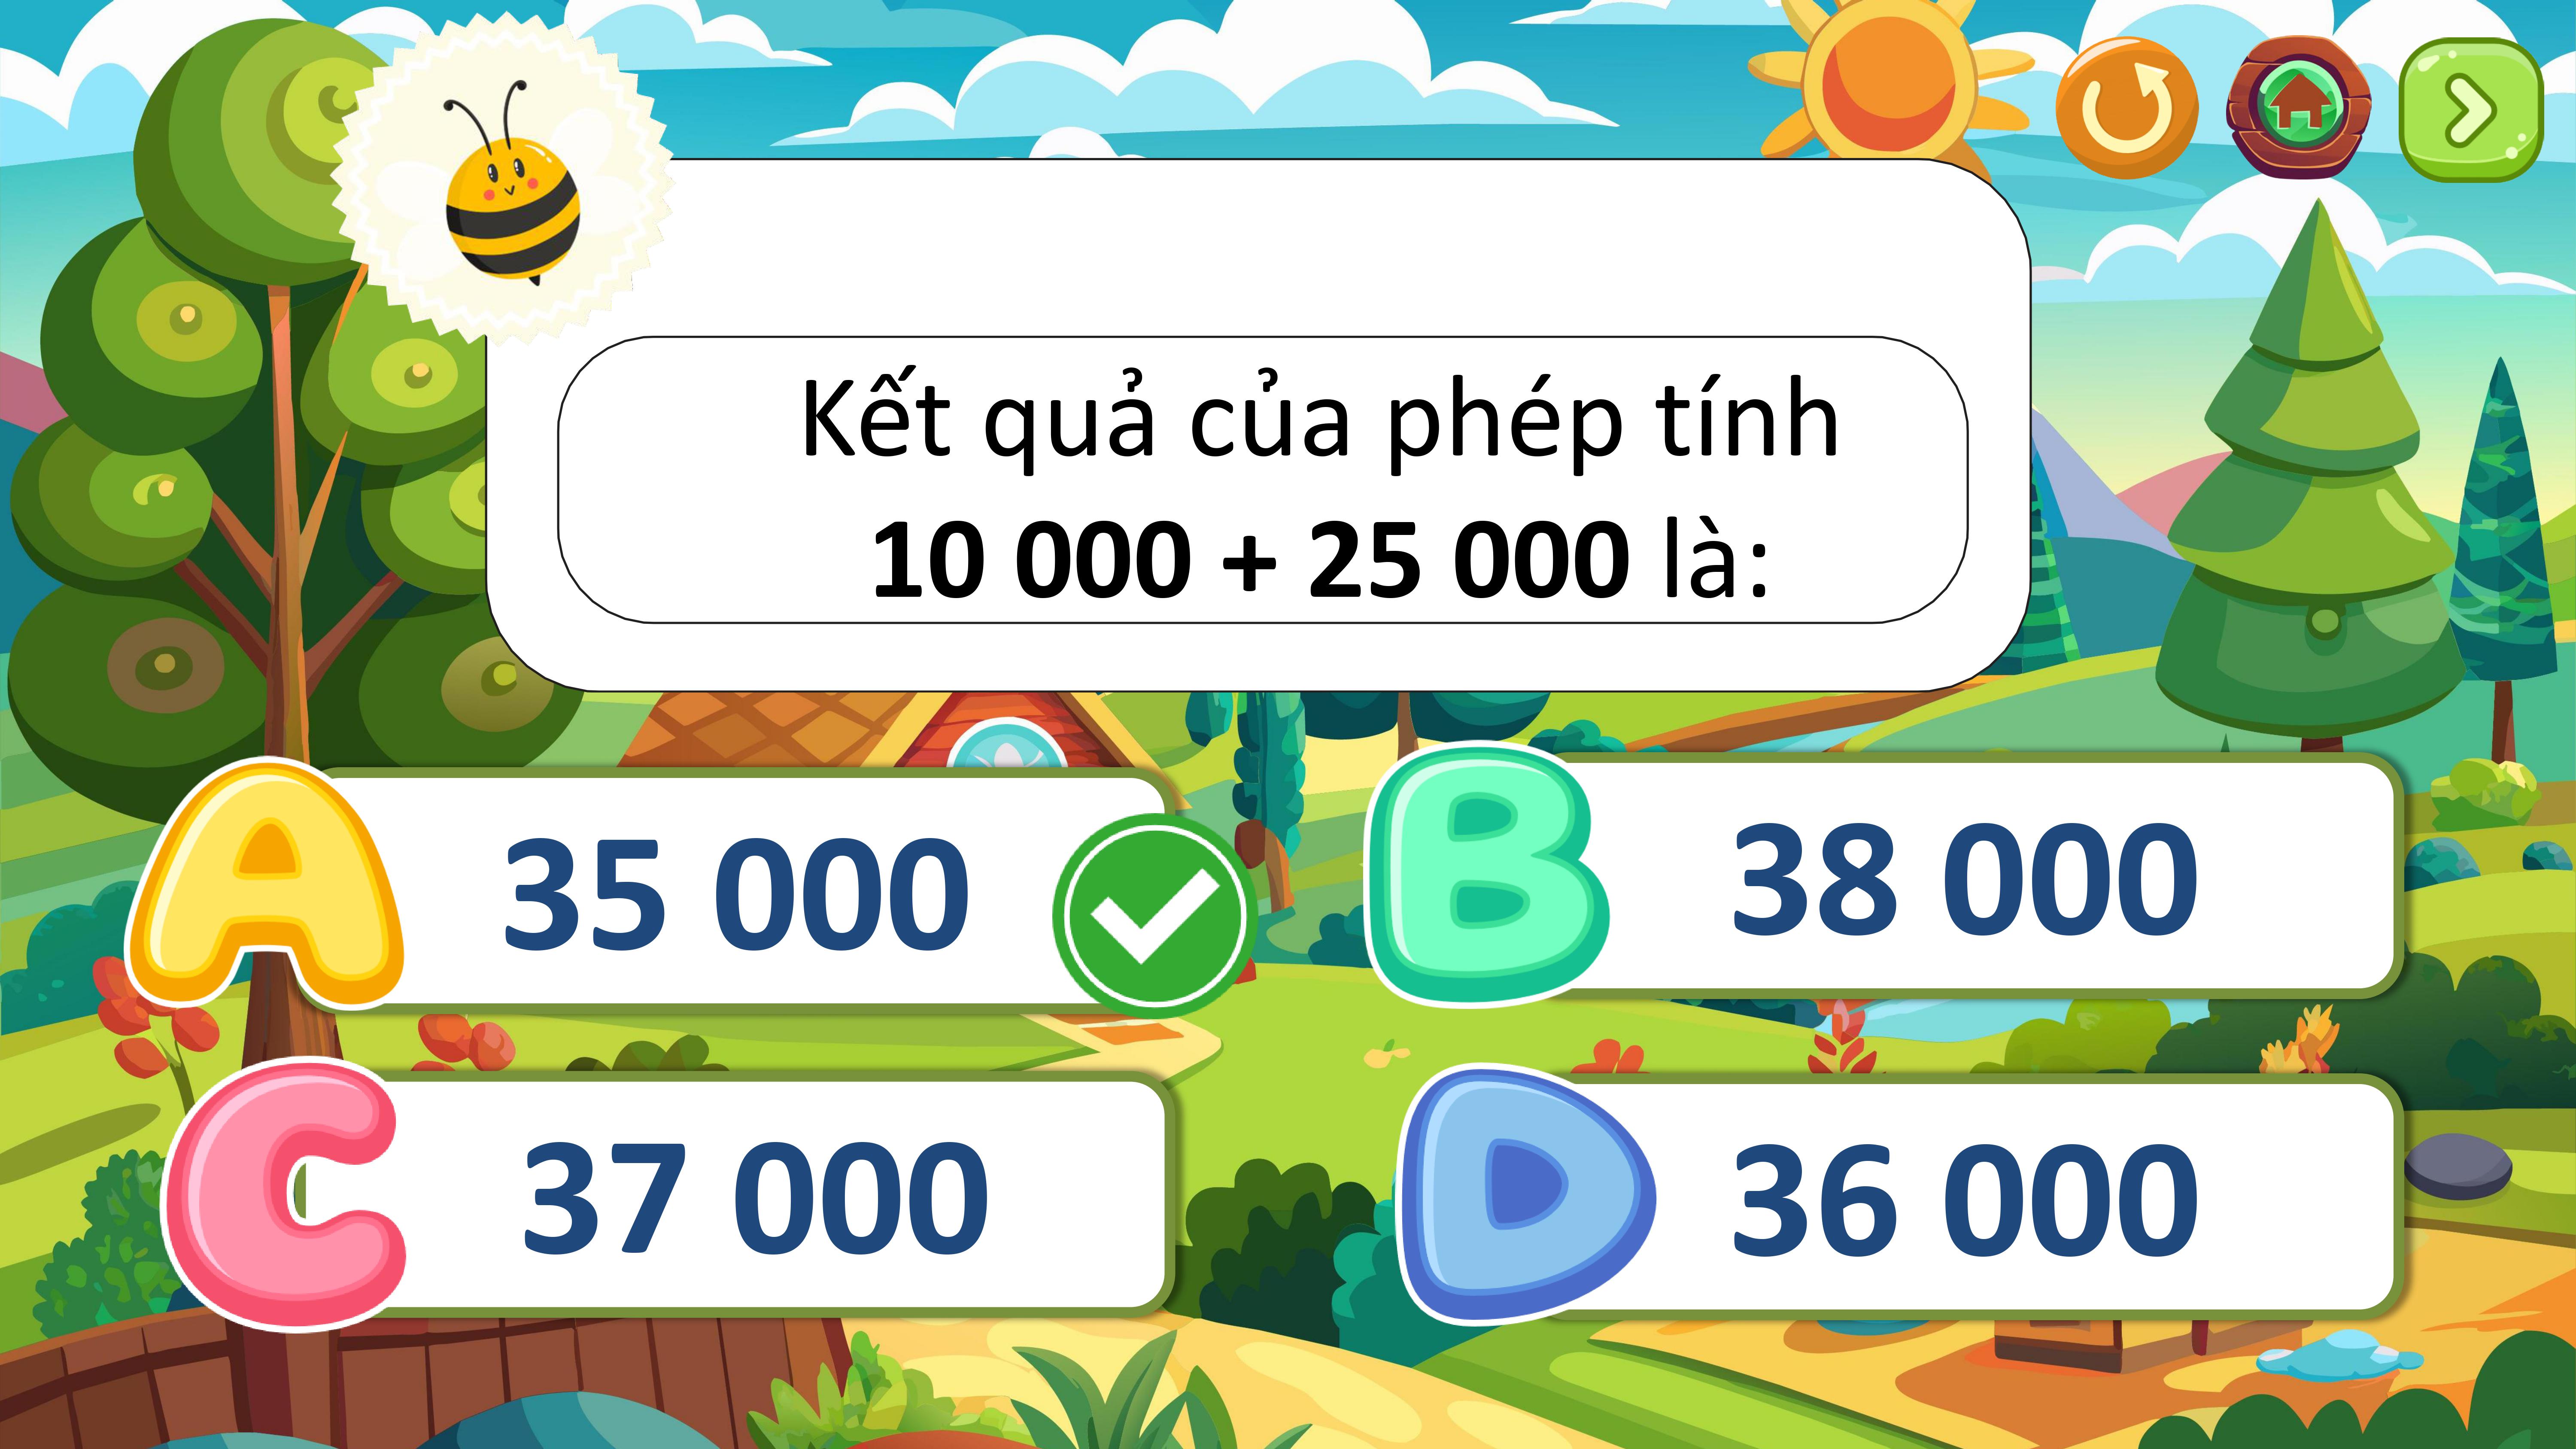 Kết quả của phép tính
10 000 + 25 000 là:
A 35 000
B 38 000
C 37 000
D 36 000